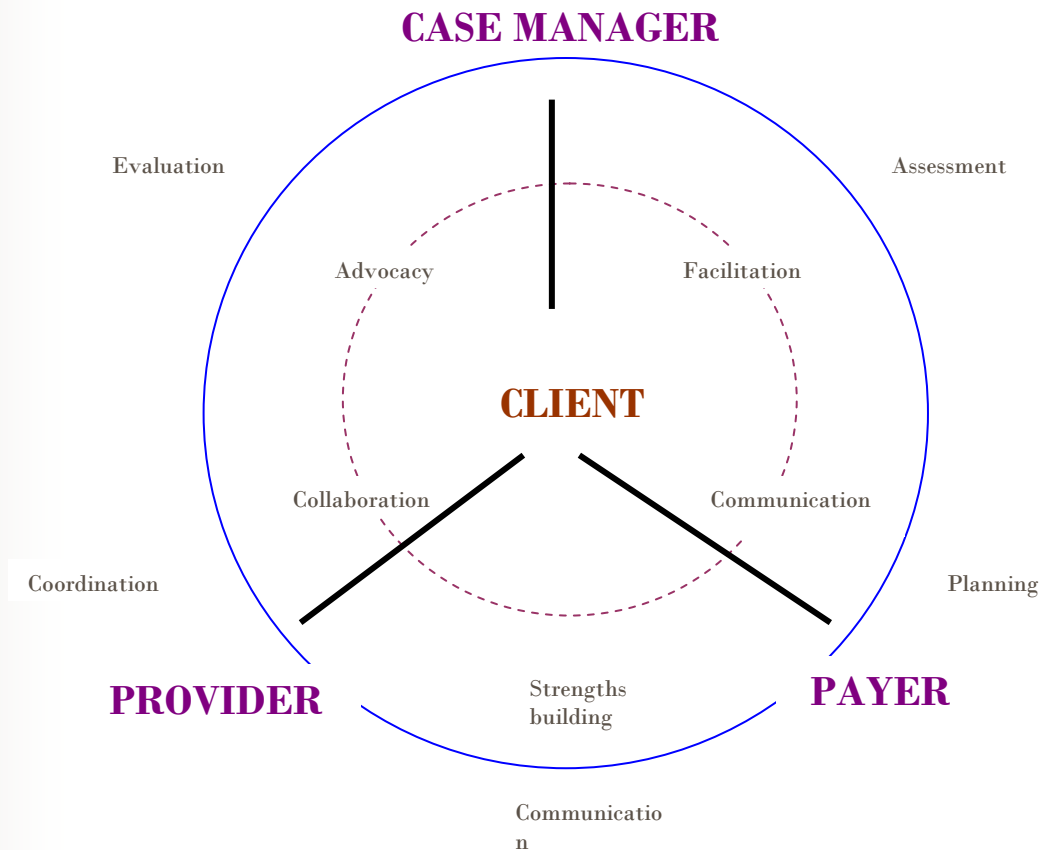 CASE MANAGER
Evaluation
Assessment
Advocacy
Facilitation
CLIENT
Collaboration
Communication
Coordination
Planning
PROVIDER
Strengths
building
PAYER
Communicatio
n